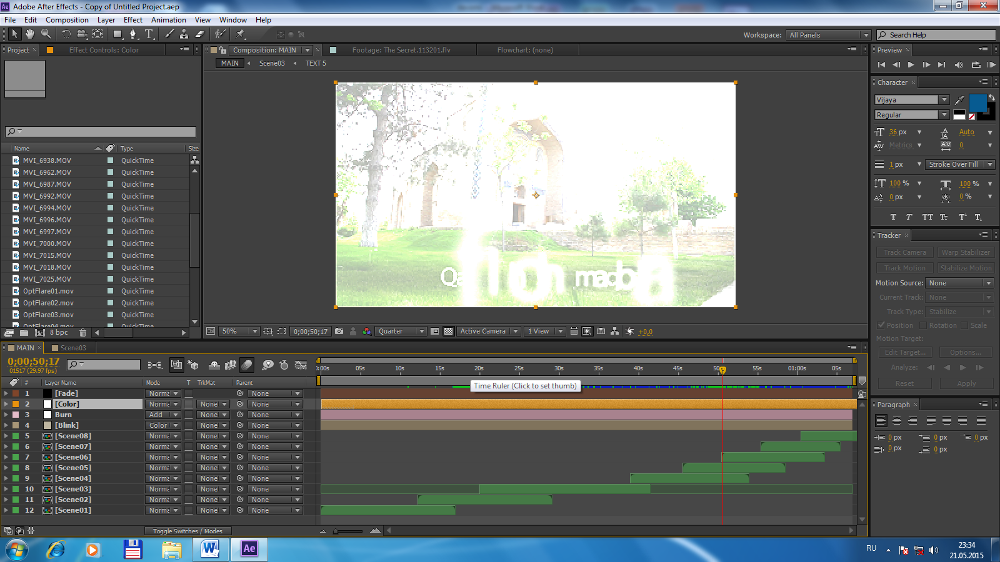 Adobe After Effects - Copy of Untitled Project.aep
File Edit Composition Layer Effect Animation View Window Help
Workspace: All Panels Search Help
Project × Effect Controls: Color
Composition: MAIN × Footage: The Secret.113201.flv Flowchart: (none)
MAIN Scene03 TEXT 5
Name Type Size
MVI_6938.MOV QuickTime
MVI_6962.MOV QuickTime
MVI_6987.MOV QuickTime
MVI_6992.MOV QuickTime
MVI_6994.MOV QuickTime
MVI_6996.MOV QuickTime
MVI_6997.MOV QuickTime
MVI_7000.MOV QuickTime
MVI_7015.MOV QuickTime
MVI_7018.MOV QuickTime
MVI_7025.MOV QuickTime
OptFlare01.mov QuickTime
OptFlare02.mov QuickTime
OptFlare03.mov QuickTime
OptFlare04.mov QuickTime
8 bpc
50% 0;00;50;17 Quarter Active Camera 1 View +0,0
Preview ×
Character ×
Vijaya
Regular
36 px Auto
Metrics 0
1 px Stroke Over Fill
100 % 100 %
0 px 0 %
T T TT Tт T¹ T₁
Tracker ×
Track Camera Warp Stabilizer
Track Motion Stabilize Motion
Motion Source: None
Current Track: None
Track Type: Stabilize
Position Rotation Scale
Motion Target:
Edit Target... Options...
Analyze:
Reset Apply
Paragraph ×
0 px 0 px 0 px
0 px 0 px
MAIN × Scene03
0;00;50;17
01517 (29.97 fps)
0:00s 05s 10s 15s 20s 25s 30s 35s 40s 45s 50s 55s 01:00s 05s
Time Ruler (Click to set thumb)
# Layer Name Mode T TrkMat Parent
1 [Fade] Norma None
2 [Color] Norma None None
3 Burn Add None None
4 [Blink] Color None None
5 [Scene08] Norma None None
6 [Scene07] Norma None None
7 [Scene06] Norma None None
8 [Scene05] Norma None None
9 [Scene04] Norma None None
10 [Scene03] Norma None None
11 [Scene02] Norma None None
12 [Scene01] Norma None None
Toggle Switches / Modes
RU 23:34
21.05.2015